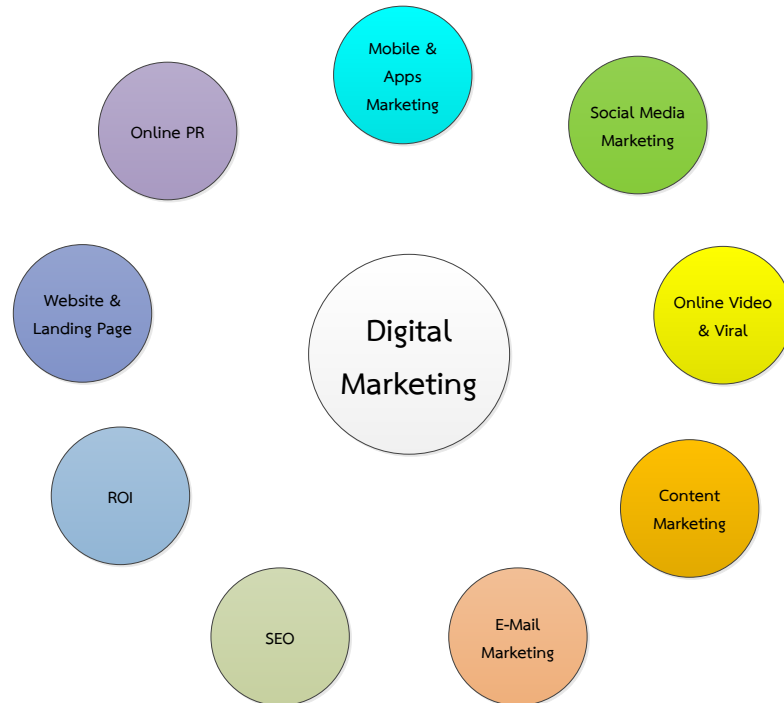 Mobile &
Apps
Marketing
Social Media
Marketing
Online PR
Website &
Landing Page
Online Video
& Viral
Digital
Marketing
ROI
Content
Marketing
SEO
E-Mail
Marketing